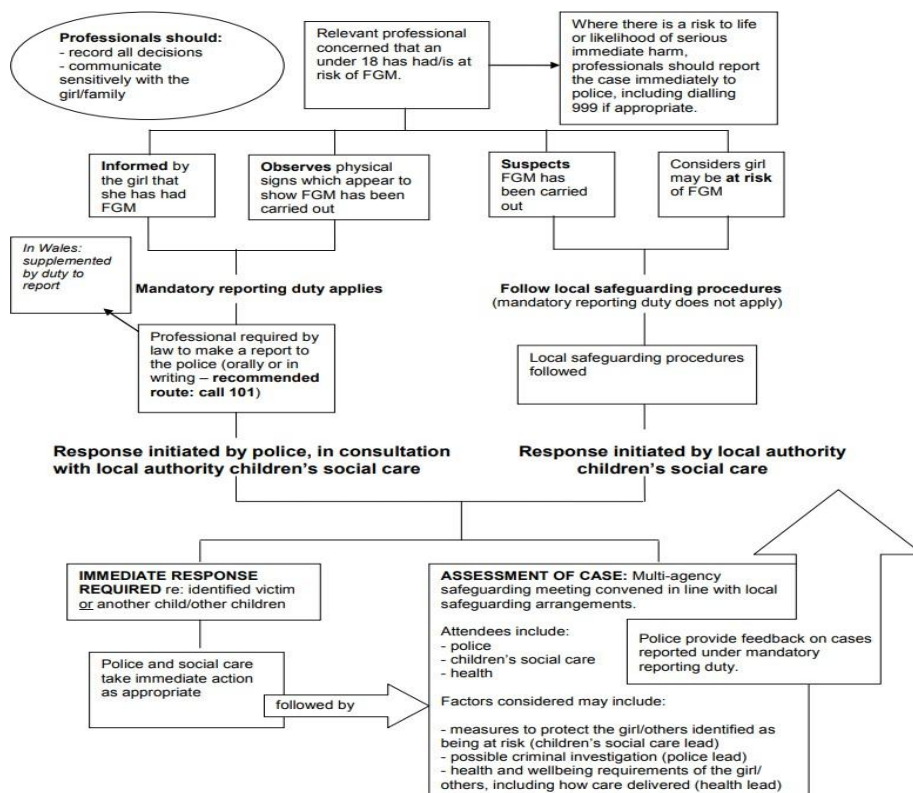 Professionals should:
- record all decisions
- communicate
sensitively with the
girl/family
Relevant professional
concerned that an
under 18 has had/is at
risk of FGM.
Where there is a risk to life
or likelihood of serious
immediate harm,
professionals should report
the case immediately to
police, including dialling
999 if appropriate.
Informed by
the girl that
she has had
FGM
Observes physical
signs which appear to
show FGM has been
carried out
Suspects
FGM has
been carried
out
Considers girl
may be at risk
of FGM
In Wales:
supplemented
by duty to
report
Mandatory reporting duty applies
Follow local safeguarding procedures
(mandatory reporting duty does not apply)
Professional required by
law to make a report to
the police (orally or in
writing – recommended
route: call 101)
Local safeguarding procedures
followed
Response initiated by police, in consultation
with local authority children's social care
Response initiated by local authority
children's social care
IMMEDIATE RESPONSE
REQUIRED re: identified victim
or another child/other children
Police and social care
take immediate action
as appropriate
followed by
ASSESSMENT OF CASE: Multi-agency
safeguarding meeting convened in line with local
safeguarding arrangements.
Attendees include:
- police
- children's social care
- health
Factors considered may include:
- measures to protect the girl/others identified as
being at risk (children's social care lead)
- possible criminal investigation (police lead)
- health and wellbeing requirements of the girl/
others, including how care delivered (health lead)
Police provide feedback on cases
reported under mandatory
reporting duty.